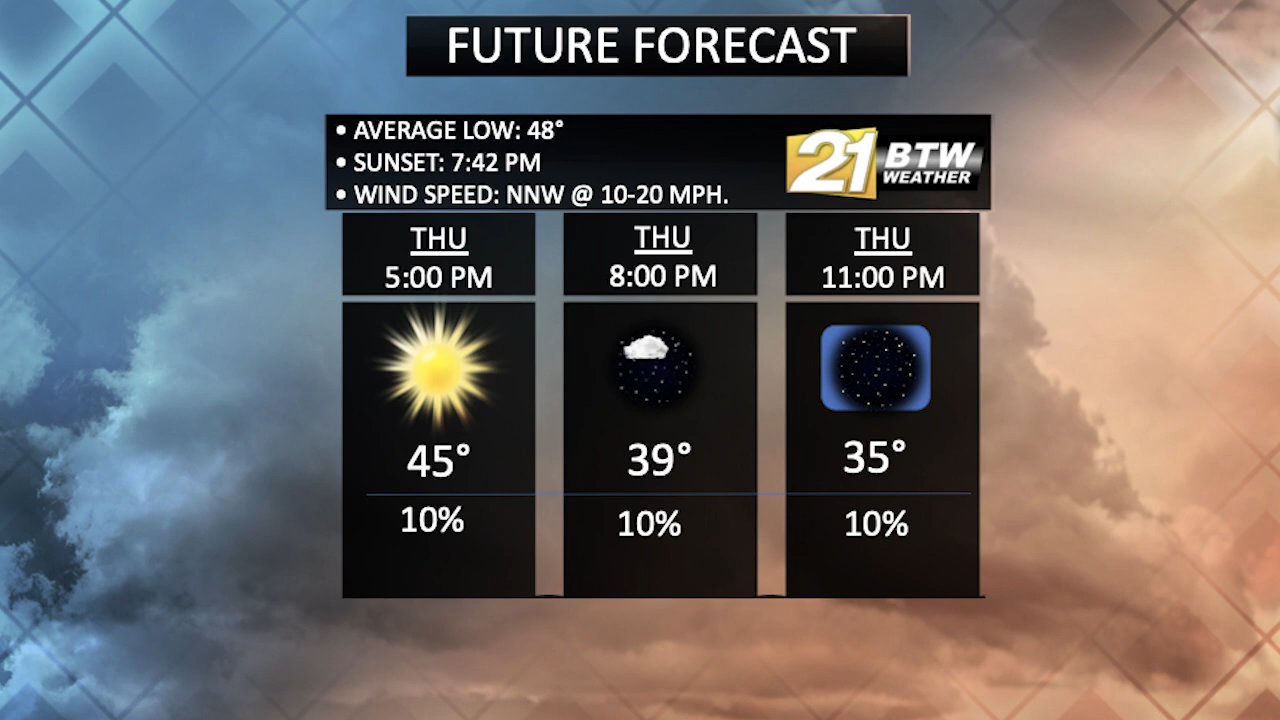 FUTURE FORECAST
• AVERAGE LOW: 48°
• SUNSET: 7:42 PM
• WIND SPEED: NNW @ 10-20 MPH.
21 BTW
WEATHER
THU
5:00 PM
THU
8:00 PM
THU
11:00 PM
45°
39°
35°
10%
10%
10%